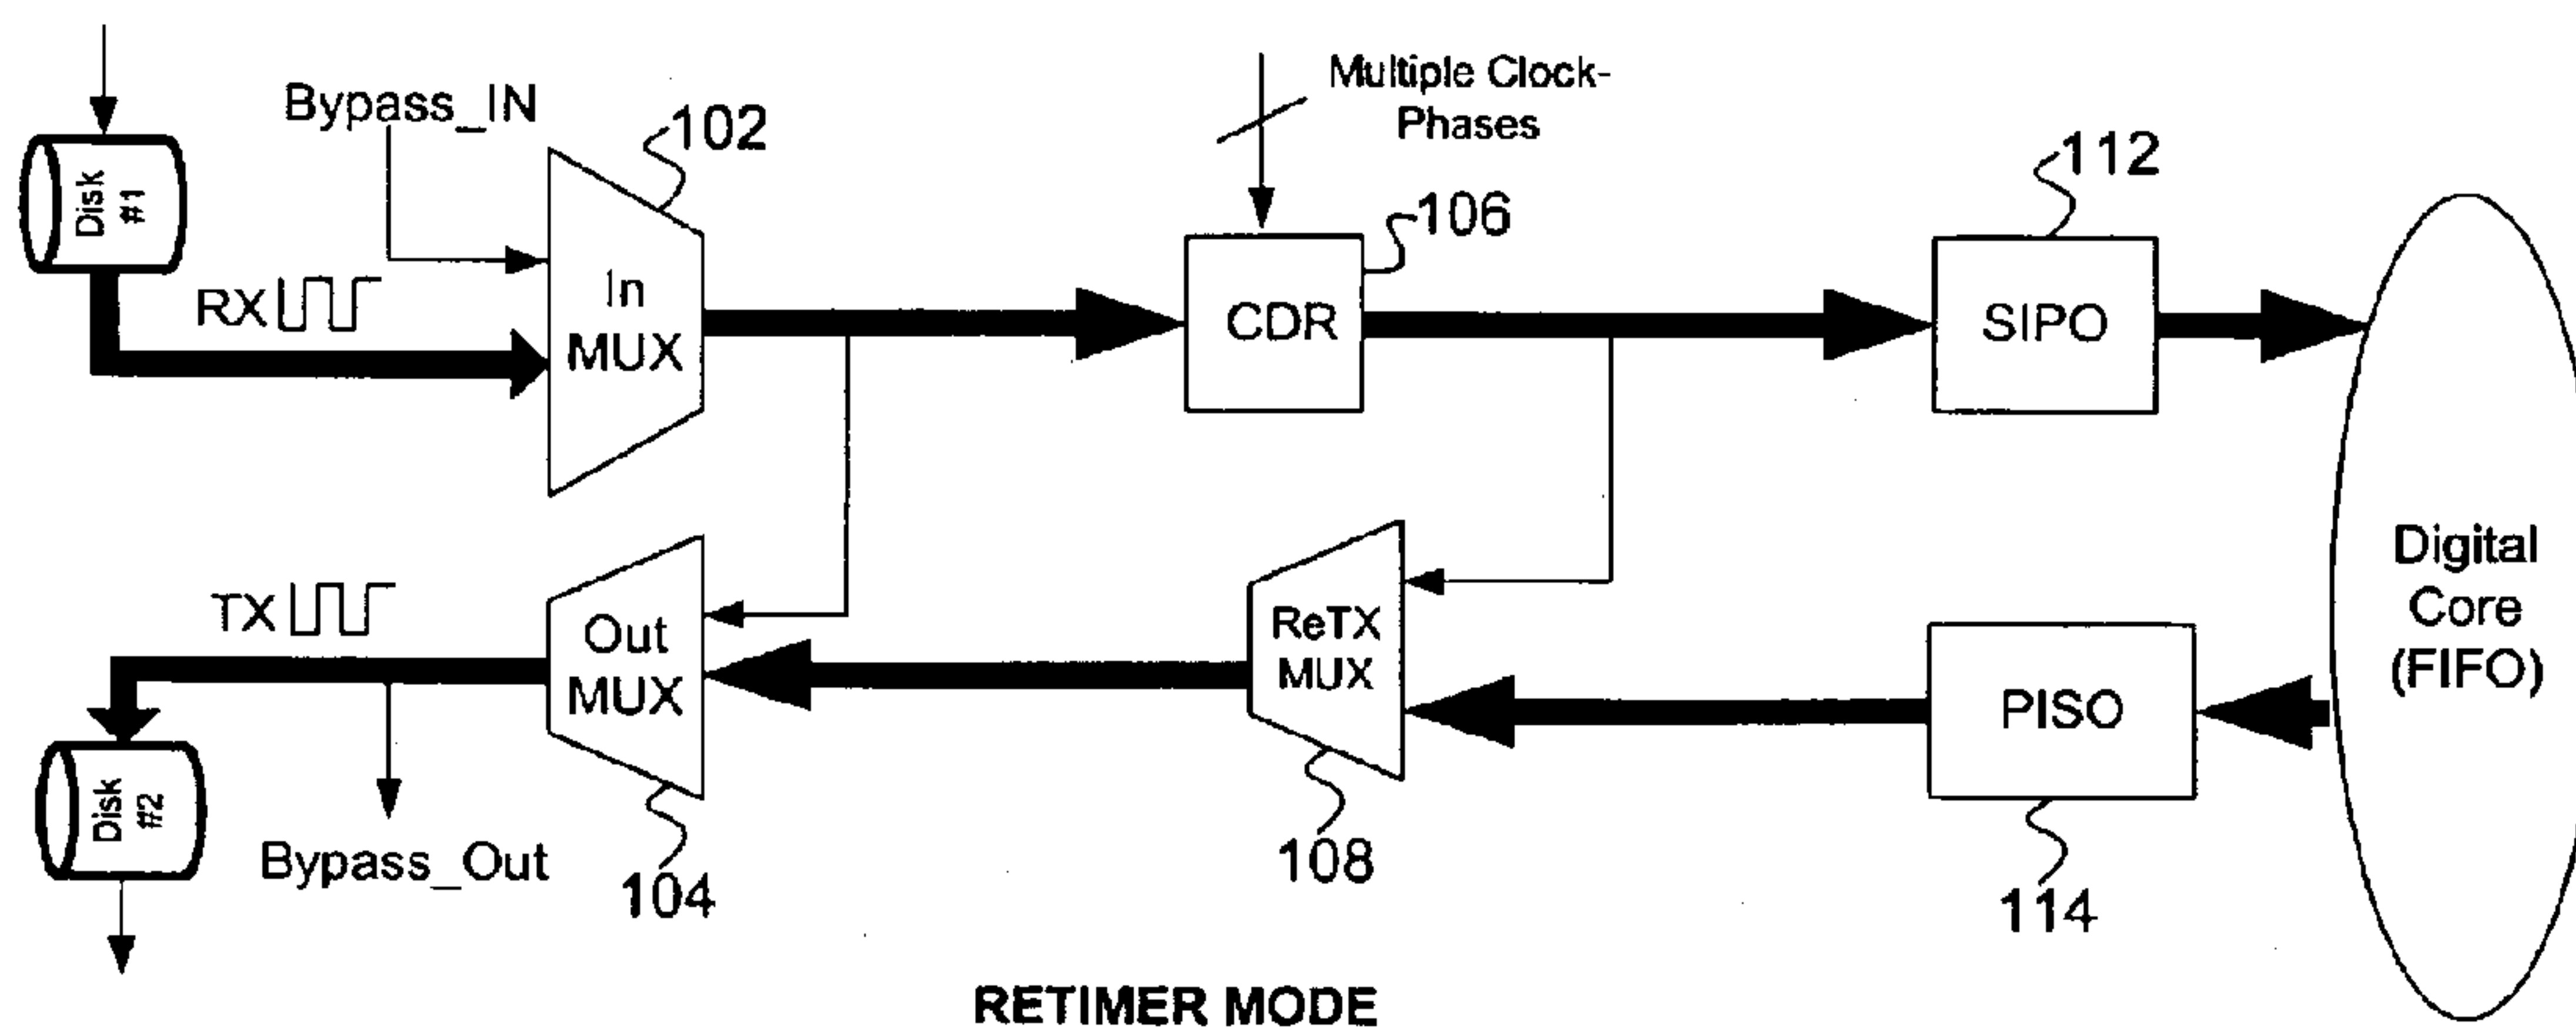 Multiple Clock-
Phases
Bypass_IN
102
112
Disk
#1
106
RX
In
MUX
CDR
SIPO
Digital
Core
(FIFO)
TX
Out
MUX
ReTX
MUX
PISO
Disk
#2
Bypass_Out
104
108
114
RETIMER MODE